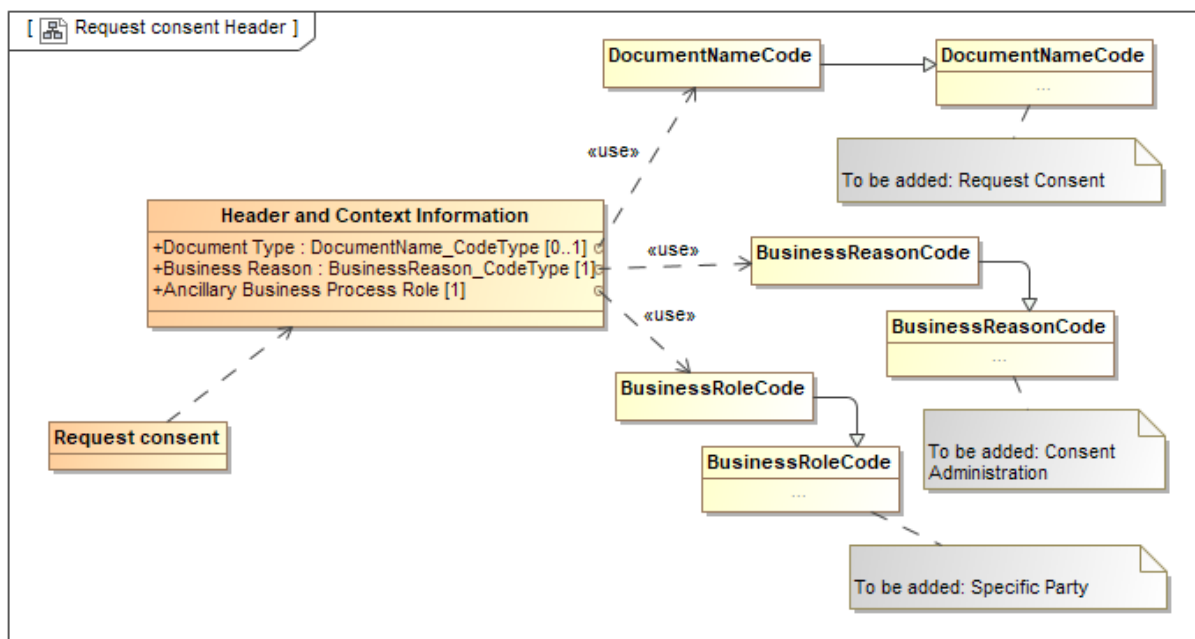 [ Request consent Header ]
DocumentNameCode
DocumentNameCode
...
«use»
To be added: Request Consent
Header and Context Information
+Document Type : DocumentName_CodeType [0..1]
+Business Reason : BusinessReason_CodeType [1]
+Ancillary Business Process Role [1]
«use»
BusinessReasonCode
«use»
BusinessReasonCode
...
BusinessRoleCode
Request consent
To be added: Consent
Administration
BusinessRoleCode
...
To be added: Specific Party